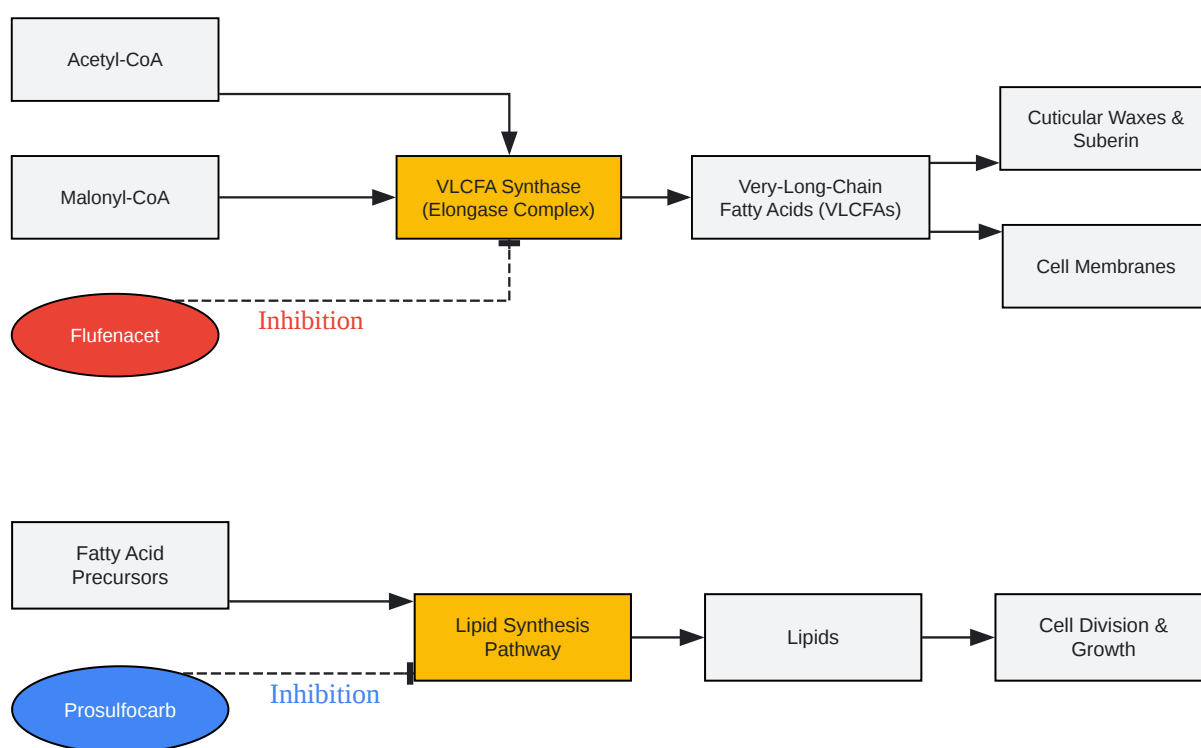 Acetyl-CoA
Malonyl-CoA
VLCFA Synthase
(Elongase Complex)
Very-Long-Chain
Fatty Acids (VLCFAs)
Cuticular Waxes &
Suberin
Cell Membranes
Flufenacet
Inhibition
Fatty Acid
Precursors
Lipid Synthesis
Pathway
Lipids
Cell Division &
Growth
Prosulfocarb
Inhibition